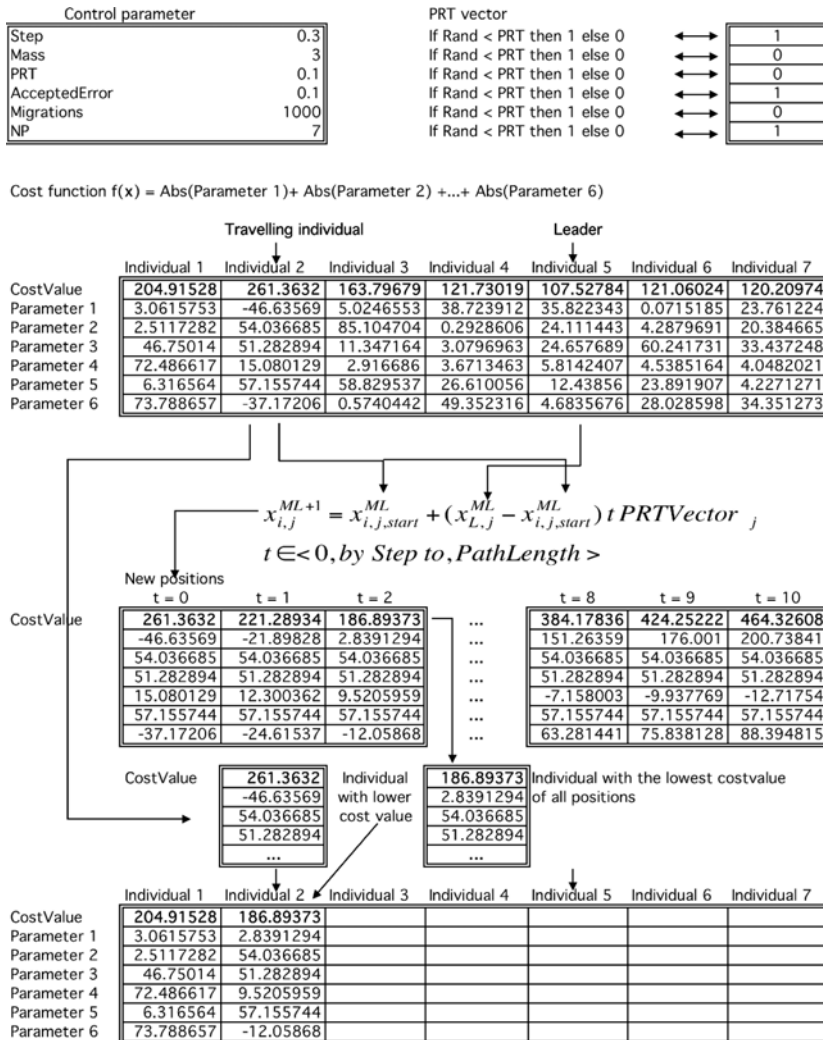 Control parameter PRT vector
Step 0.3 If Rand < PRT then 1 else 0 1
Mass 3 If Rand < PRT then 1 else 0 0
PRT 0.1 If Rand < PRT then 1 else 0 0
AcceptedError 0.1 If Rand < PRT then 1 else 0 1
Migrations 1000 If Rand < PRT then 1 else 0 0
NP 7 If Rand < PRT then 1 else 0 1
Cost function f(x) = Abs(Parameter 1)+ Abs(Parameter 2) +...+ Abs(Parameter 6)
Travelling individual Leader
Individual 1 Individual 2 Individual 3 Individual 4 Individual 5 Individual 6 Individual 7
CostValue 204.91528 261.3632 163.79679 121.73019 107.52784 121.06024 120.20974
Parameter 1 3.0615753 -46.63569 5.0246553 38.723912 35.822343 0.0715185 23.761224
Parameter 2 2.5117282 54.036685 85.104704 0.2928606 24.111443 4.2879691 20.384665
Parameter 3 46.75014 51.282894 11.347164 3.0796963 24.657689 60.241731 33.437248
Parameter 4 72.486617 15.080129 2.916686 3.6713463 5.8142407 4.5385164 4.0482021
Parameter 5 6.316564 57.155744 58.829537 26.610056 12.43856 23.891907 4.2271271
Parameter 6 73.788657 -37.17206 0.5740442 49.352316 4.6835676 28.028598 34.351273
x_{i,j}^{ML+1} = x_{i,j,start}^{ML} + (x_{L,j}^{ML} − x_{i,j,start}^{ML}) t PRTVector _j
t ∈< 0, by Step to, PathLength >
New positions
t = 0 t = 1 t = 2 t = 8 t = 9 t = 10
CostValue 261.3632 221.28934 186.89373 ... 384.17836 424.25222 464.32608
-46.63569 -21.89828 2.8391294 ... 151.26359 176.001 200.73841
54.036685 54.036685 54.036685 ... 54.036685 54.036685 54.036685
51.282894 51.282894 51.282894 ... 51.282894 51.282894 51.282894
15.080129 12.300362 9.5205959 ... -7.158003 -9.937769 -12.71754
57.155744 57.155744 57.155744 ... 57.155744 57.155744 57.155744
-37.17206 -24.61537 -12.05868 ... 63.281441 75.838128 88.394815
CostValue 261.3632 Individual 186.89373 Individual with the lowest costvalue
-46.63569 with lower 2.8391294 of all positions
54.036685 cost value 54.036685
51.282894 51.282894
... ...
Individual 1 Individual 2 Individual 3 Individual 4 Individual 5 Individual 6 Individual 7
CostValue 204.91528 186.89373
Parameter 1 3.0615753 2.8391294
Parameter 2 2.5117282 54.036685
Parameter 3 46.75014 51.282894
Parameter 4 72.486617 9.5205959
Parameter 5 6.316564 57.155744
Parameter 6 73.788657 -12.05868